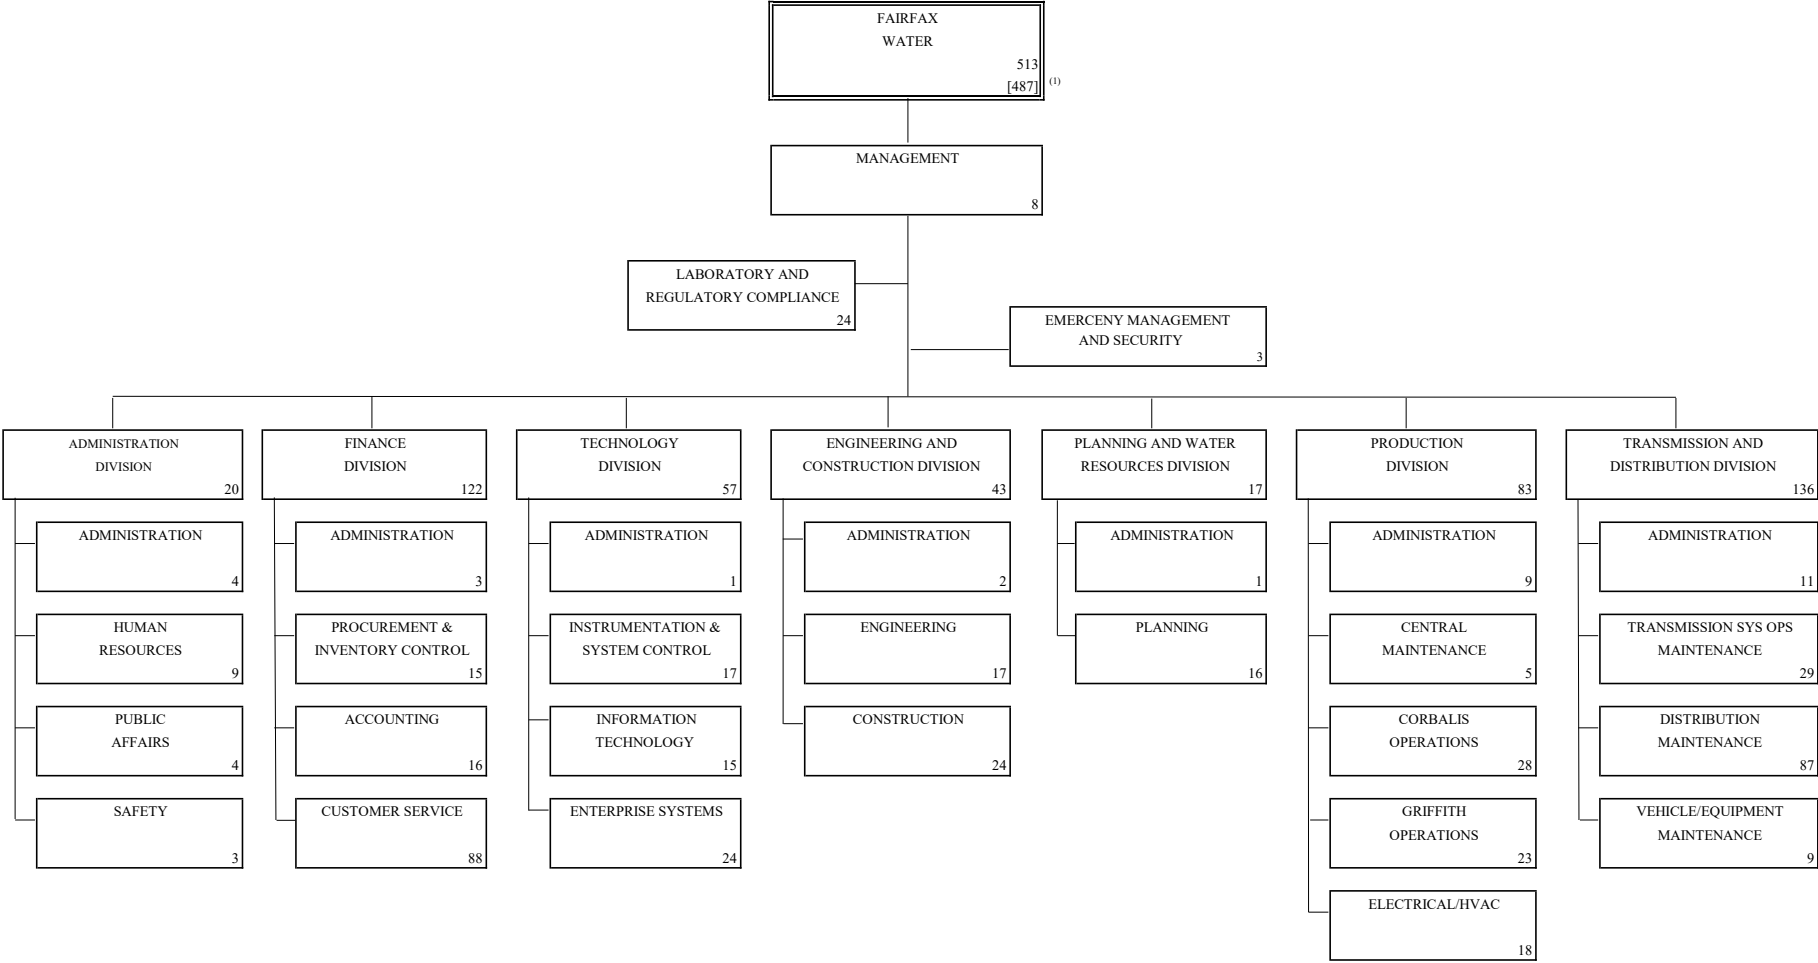 FAIRFAX
WATER
513
[487] (1)
MANAGEMENT
8
LABORATORY AND
REGULATORY COMPLIANCE
24
EMERCENY MANAGEMENT
AND SECURITY
3
ADMINISTRATION
DIVISION
20
FINANCE
DIVISION
122
TECHNOLOGY
DIVISION
57
ENGINEERING AND
CONSTRUCTION DIVISION
43
PLANNING AND WATER
RESOURCES DIVISION
17
PRODUCTION
DIVISION
83
TRANSMISSION AND
DISTRIBUTION DIVISION
136
ADMINISTRATION
4
HUMAN
RESOURCES
9
PUBLIC
AFFAIRS
4
SAFETY
3
ADMINISTRATION
3
PROCUREMENT &
INVENTORY CONTROL
15
ACCOUNTING
16
CUSTOMER SERVICE
88
ADMINISTRATION
1
INSTRUMENTATION &
SYSTEM CONTROL
17
INFORMATION
TECHNOLOGY
15
ENTERPRISE SYSTEMS
24
ADMINISTRATION
2
ENGINEERING
17
CONSTRUCTION
24
ADMINISTRATION
1
PLANNING
16
ADMINISTRATION
9
CENTRAL
MAINTENANCE
5
CORBALIS
OPERATIONS
28
GRIFFITH
OPERATIONS
23
ELECTRICAL/HVAC
18
ADMINISTRATION
11
TRANSMISSION SYS OPS
MAINTENANCE
29
DISTRIBUTION
MAINTENANCE
87
VEHICLE/EQUIPMENT
MAINTENANCE
9